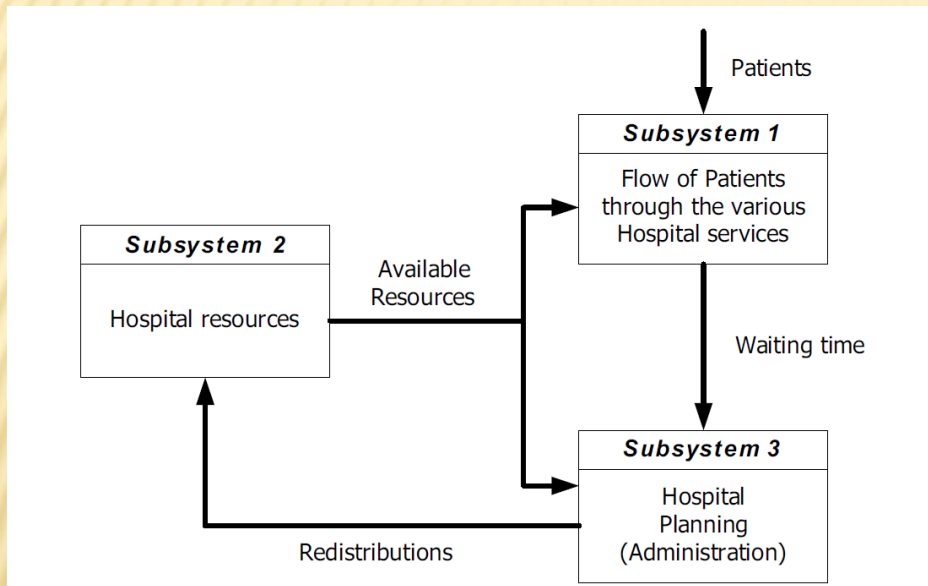 Patients
Subsystem 1
Flow of Patients
through the various
Hospital services
Subsystem 2
Hospital resources
Available
Resources
Waiting time
Subsystem 3
Hospital
Planning
(Administration)
Redistributions